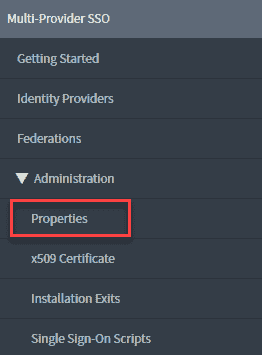 Multi-Provider SSO
Getting Started
Identity Providers
Federations
Administration
Properties
x509 Certificate
Installation Exits
Single Sign-On Scripts